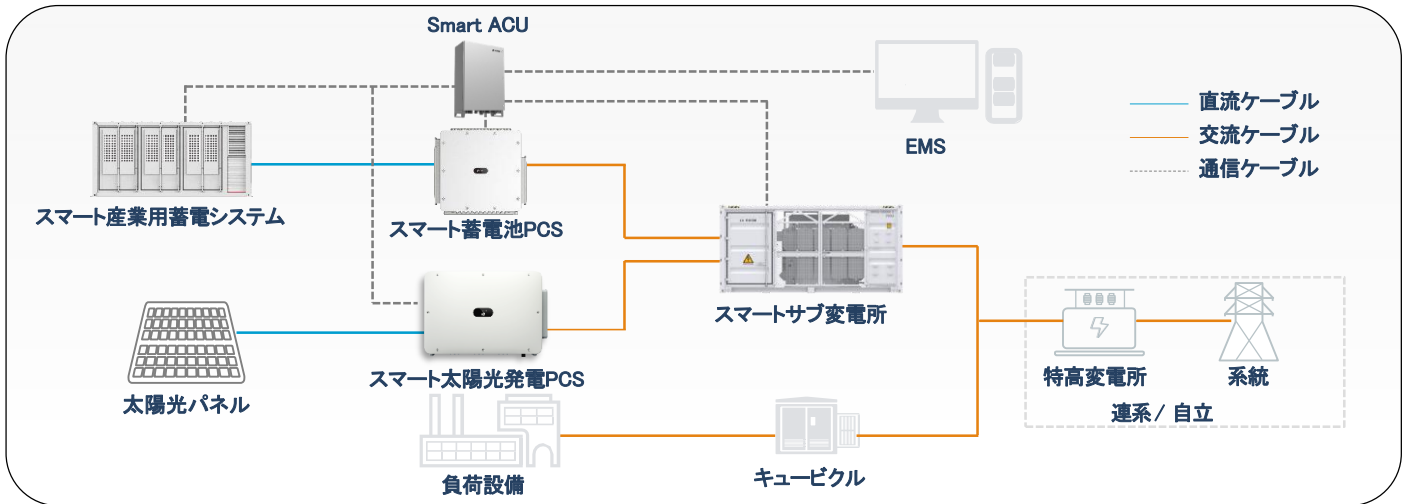 Smart ACU
EMS
直流ケーブル
交流ケーブル
通信ケーブル
スマート産業用蓄電システム
スマート蓄電池PCS
スマートサブ変電所
太陽光パネル
スマート太陽光発電PCS
特高変電所
系統
連系 / 自立
負荷設備
キュービクル